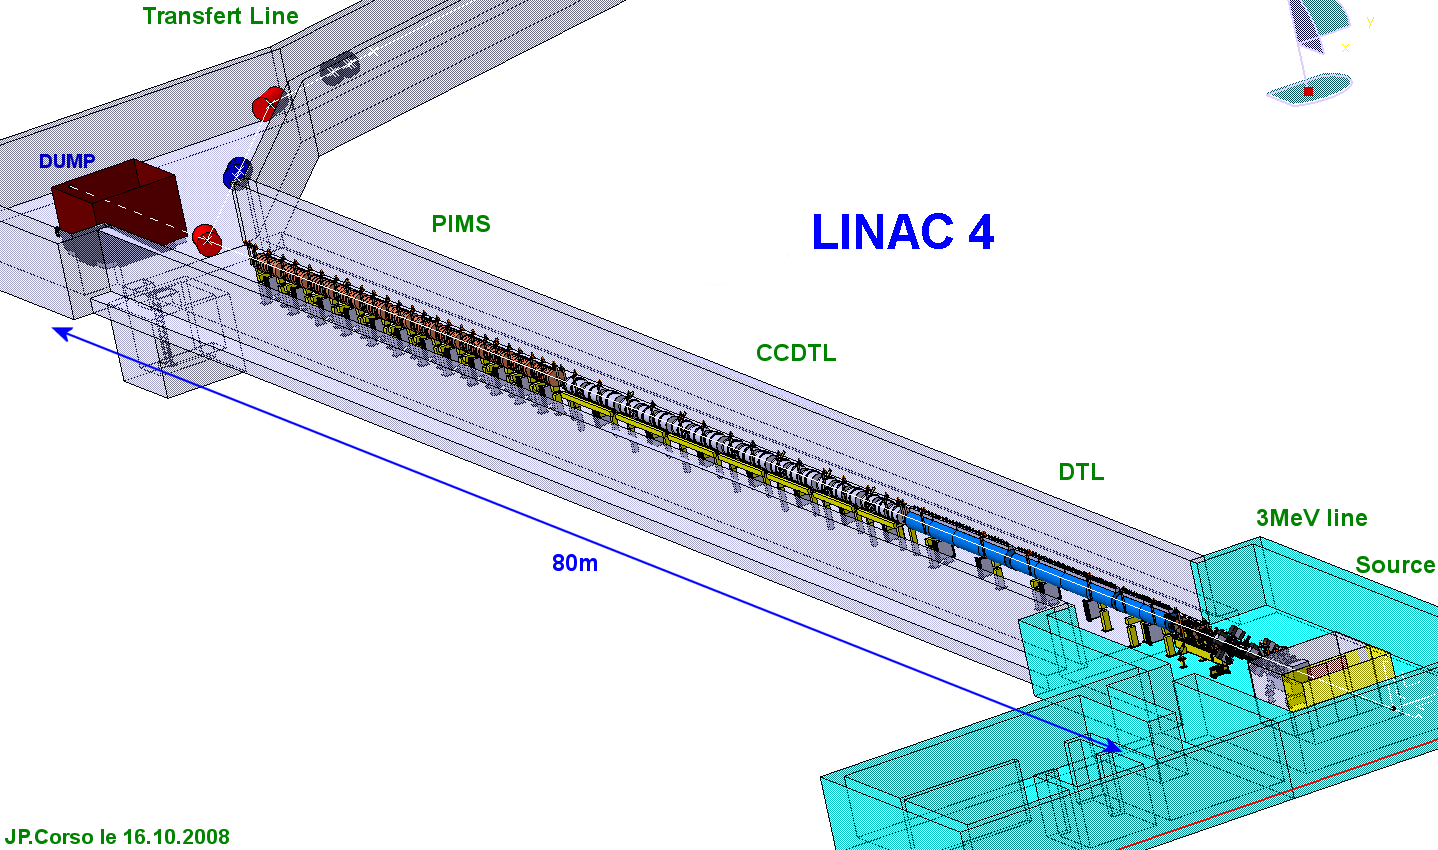 Transfert Line
Y
X
DUMP
PIMS
LINAC 4
CCDTL
DTL
3MeV line
Source
80m
JP.Corso le 16.10.2008